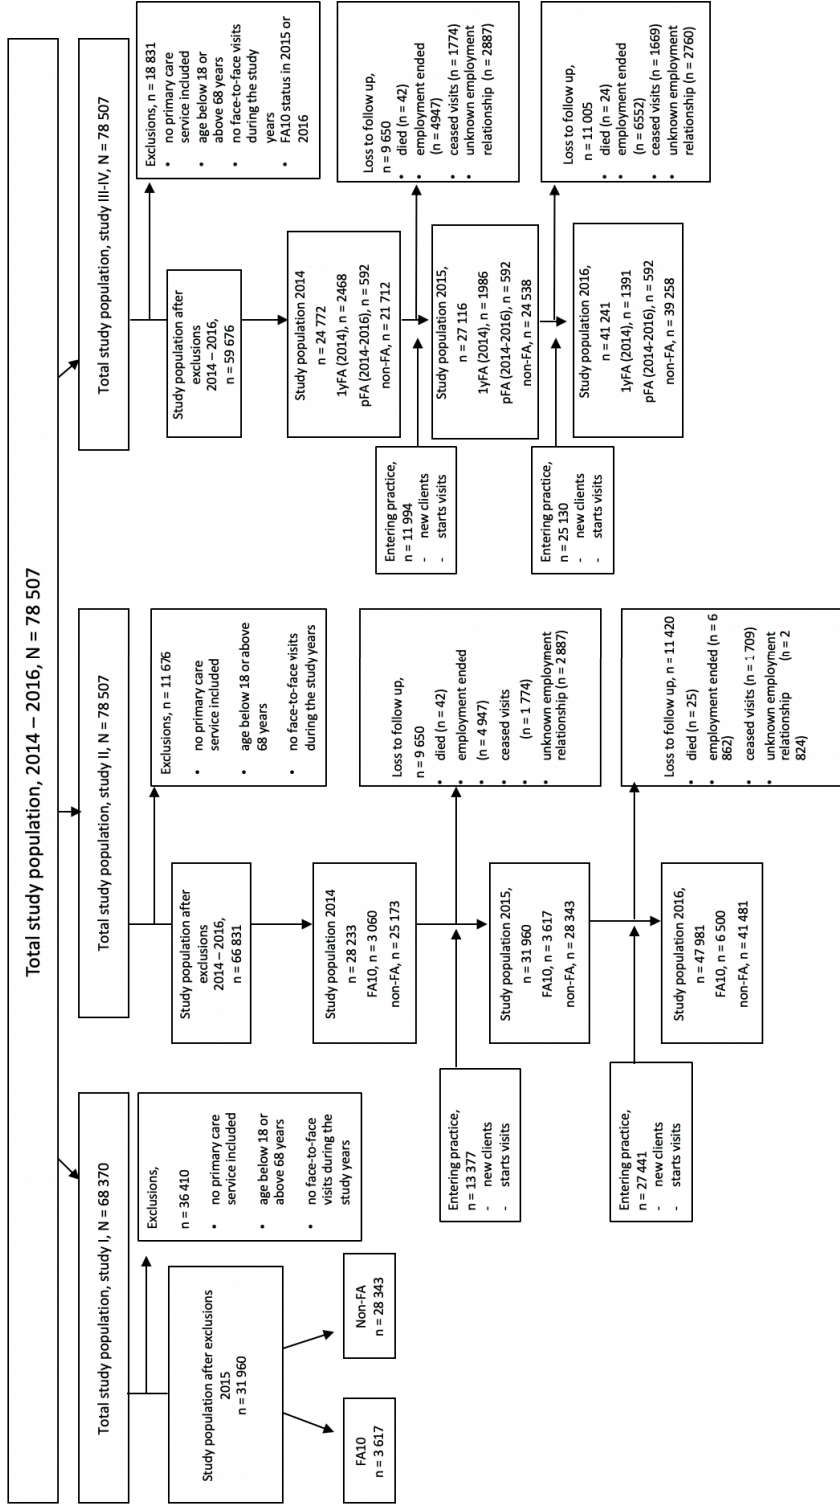 Total study population, 2014 – 2016, N = 78 507
Total study population, study I, N = 68 370
Exclusions,
n = 36 410
• no primary care
service included
• age below 18 or
above 68 years
• no face-to-face
visits during the
study years
Study population after exclusions
2015
n = 31 960
FA10
n = 3 617
Non-FA
n = 28 343
Total study population, study II, N = 78 507
Exclusions, n = 11 676
• no primary care
service included
• age below 18 or above
68 years
• no face-to-face visits
during the study years
Study population after
exclusions
2014 – 2016,
n = 66 831
Study population 2014
n = 28 233
FA10, n = 3 060
non-FA, n = 25 173
Loss to follow up,
n = 9 650
• died (n = 42)
• employment ended
(n = 4 947)
• ceased visits
(n = 1 774)
• unknown employment
relationship (n = 2 887)
Entering practice,
n = 13 377
- new clients
- starts visits
Study population 2015,
n = 31 960
FA10, n = 3 617
non-FA, n = 28 343
Loss to follow up, n = 11 420
• died (n = 25)
• employment ended (n = 6
862)
• ceased visits (n = 1 709)
• unknown employment
relationship (n = 2
824)
Entering practice,
n = 27 441
- new clients
- starts visits
Study population 2016,
n = 47 981
FA10, n = 6 500
non-FA, n = 41 481
Total study population, study III-IV, N = 78 507
Exclusions, n = 18 831
• no primary care
service included
• age below 18 or
above 68 years
• no face-to-face visits
during the study
years
• FA10 status in 2015 or
2016
Study population after
exclusions
2014 – 2016,
n = 59 676
Study population 2014
n = 24 772
1yFA (2014), n = 2468
pFA (2014-2016), n = 592
non-FA, n = 21 712
Loss to follow up,
n = 9 650
• died (n = 42)
• employment ended
(n = 4947)
• ceased visits (n = 1774)
• unknown employment
relationship (n = 2887)
Entering practice,
n = 11 994
- new clients
- starts visits
Study population 2015,
n = 27 116
1yFA (2014), n = 1986
pFA (2014-2016), n = 592
non-FA, n = 24 538
Loss to follow up,
n = 11 005
• died (n = 24)
• employment ended
(n = 6552)
• ceased visits (n = 1669)
• unknown employment
relationship (n = 2760)
Entering practice,
n = 25 130
- new clients
- starts visits
Study population 2016,
n = 41 241
1yFA (2014), n = 1391
pFA (2014-2016), n = 592
non-FA, n = 39 258